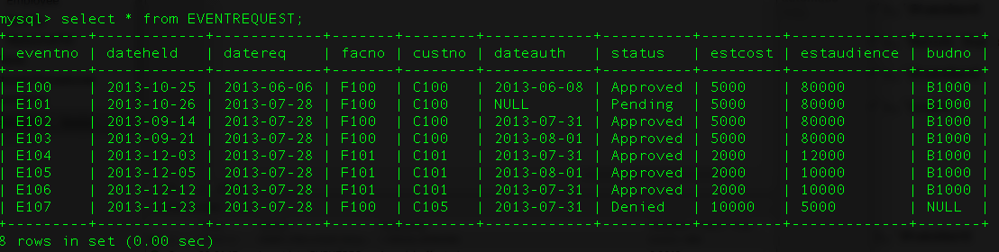 mysql> select * from EVENTREQUEST;
+---------+------------+------------+-------+--------+------------+----------+---------+-------------+-------+
| eventno | dateheld | datereq | facno | custno | dateauth | status | estcost | estaudience | budno |
+---------+------------+------------+-------+--------+------------+----------+---------+-------------+-------+
| E100 | 2013-10-25 | 2013-06-06 | F100 | C100 | 2013-06-08 | Approved | 5000 | 80000 | B1000 |
| E101 | 2013-10-26 | 2013-07-28 | F100 | C100 | NULL | Pending | 5000 | 80000 | B1000 |
| E102 | 2013-09-14 | 2013-07-28 | F100 | C100 | 2013-07-31 | Approved | 5000 | 80000 | B1000 |
| E103 | 2013-09-21 | 2013-07-28 | F100 | C100 | 2013-08-01 | Approved | 5000 | 80000 | B1000 |
| E104 | 2013-12-03 | 2013-07-28 | F101 | C101 | 2013-07-31 | Approved | 2000 | 12000 | B1000 |
| E105 | 2013-12-05 | 2013-07-28 | F101 | C101 | 2013-08-01 | Approved | 2000 | 10000 | B1000 |
| E106 | 2013-12-12 | 2013-07-28 | F101 | C101 | 2013-07-31 | Approved | 2000 | 10000 | B1000 |
| E107 | 2013-11-23 | 2013-07-28 | F100 | C105 | 2013-07-31 | Denied | 10000 | 5000 | NULL |
+---------+------------+------------+-------+--------+------------+----------+---------+-------------+-------+
8 rows in set (0.00 sec)